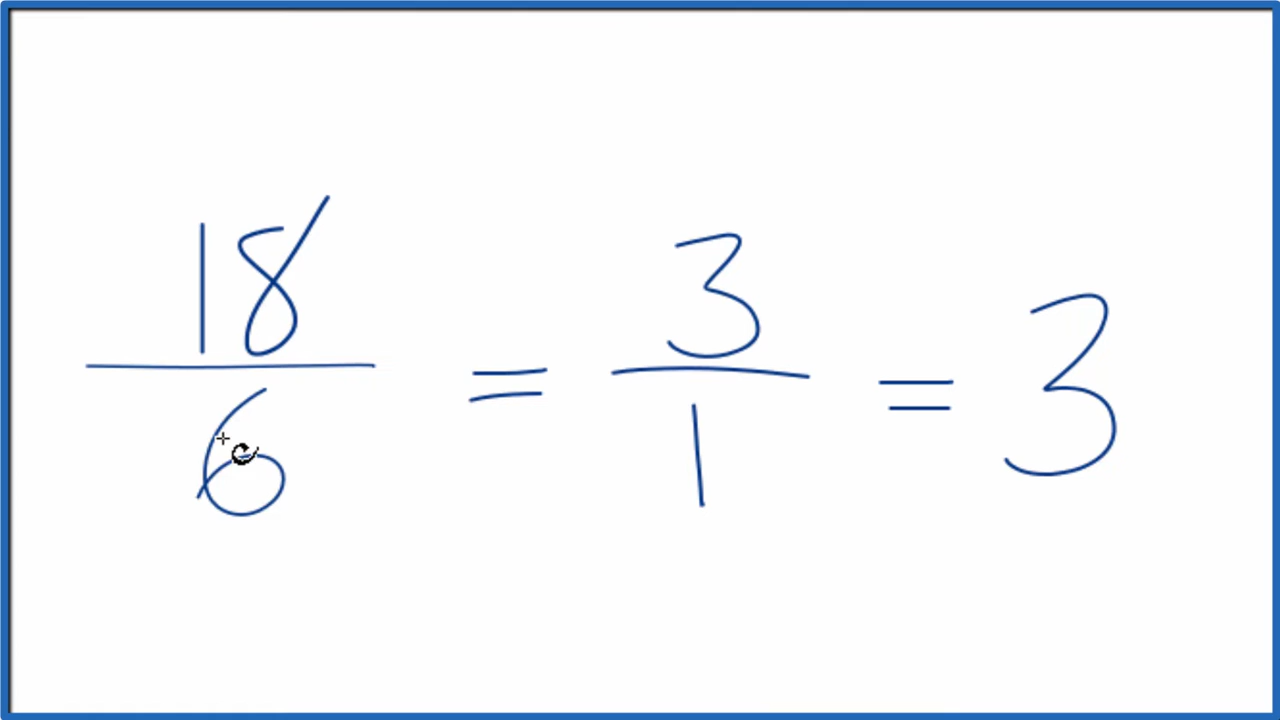 18/6 = 3/1 = 3